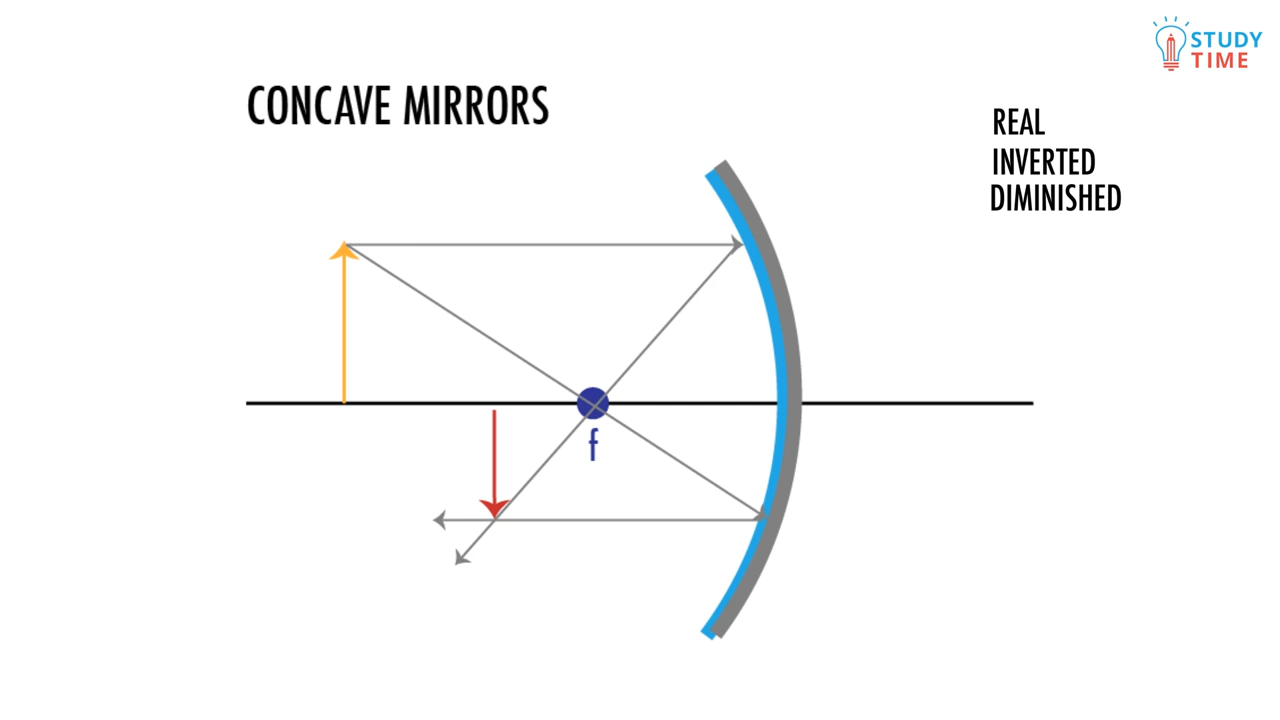 STUDY
TIME
CONCAVE MIRRORS
REAL
INVERTED
DIMINISHED
f